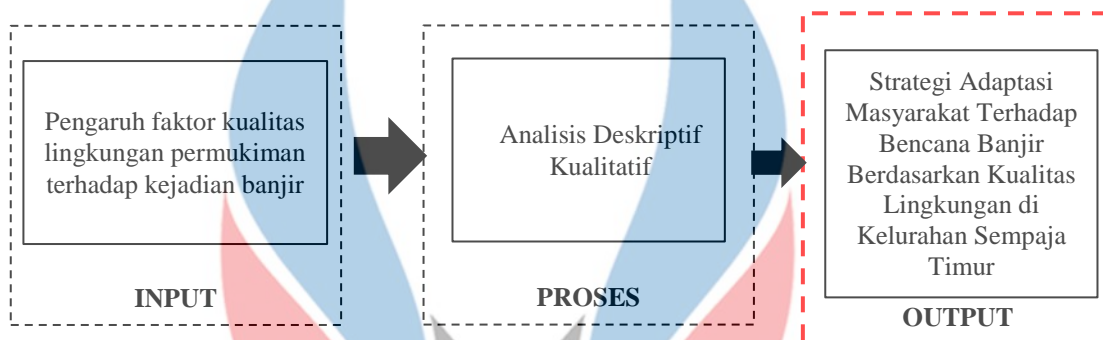 Pengaruh faktor kualitas
lingkungan permukiman
terhadap kejadian banjir
INPUT
Analisis Deskriptif
Kualitatif
PROSES
Strategi Adaptasi
Masyarakat Terhadap
Bencana Banjir
Berdasarkan Kualitas
Lingkungan di
Kelurahan Sempaja
Timur
OUTPUT